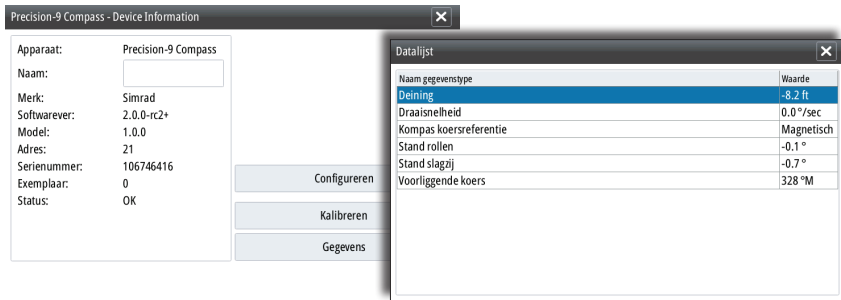 Precision-9 Compass - Device Information
Apparaat: Precision-9 Compass
Naam:
Merk: Simrad
Softwarever: 2.0.0-rc2+
Model: 1.0.0
Adres: 21
Serienummer: 106746416
Exemplaar: 0
Status: OK
Configureren
Kalibreren
Gegevens
Datalijst
Naam gegevenstype Waarde
Deining -8.2 ft
Draaisnelheid 0.0 °/sec
Kompas koersreferentie Magnetisch
Stand rollen -0.1 °
Stand slagzij -0.7 °
Voorliggende koers 328 °M